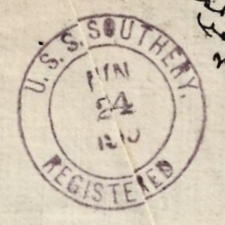 U. S. S. SOUTHERY,
24
REGISTERED